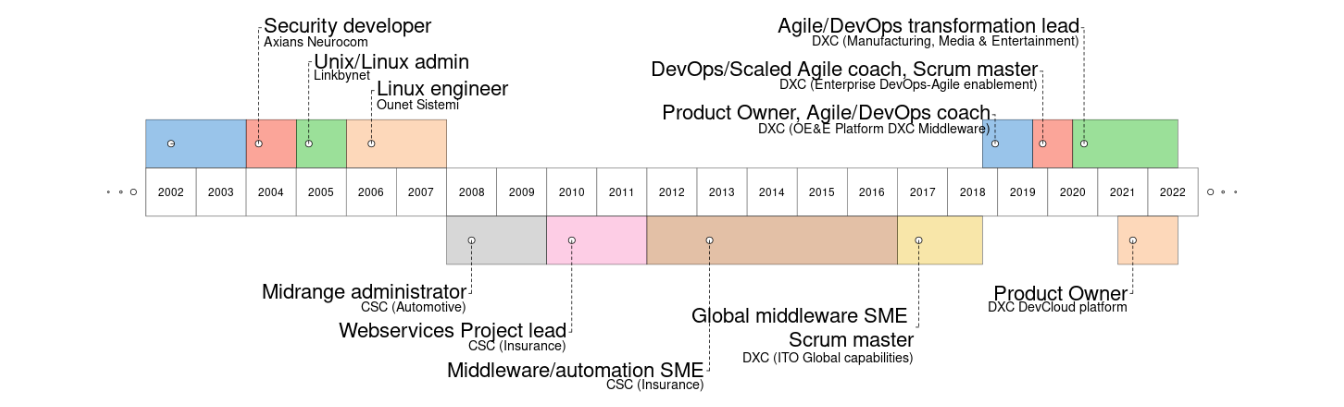 Security developer
Axians Neurocom
Unix/Linux admin
Linkbynet
Linux engineer
Ounet Sistemi
Agile/DevOps transformation lead
DXC (Manufacturing, Media & Entertainment)
DevOps/Scaled Agile coach, Scrum master
DXC (Enterprise DevOps-Agile enablement)
Product Owner, Agile/DevOps coach
DXC (OE&E Platform DXC Middleware)
2002 2003 2004 2005 2006 2007 2008 2009 2010 2011 2012 2013 2014 2015 2016 2017 2018 2019 2020 2021 2022
Midrange administrator
CSC (Automotive)
Webservices Project lead
CSC (Insurance)
Middleware/automation SME
CSC (Insurance)
Global middleware SME
Scrum master
DXC (ITO Global capabilities)
Product Owner
DXC DevCloud platform